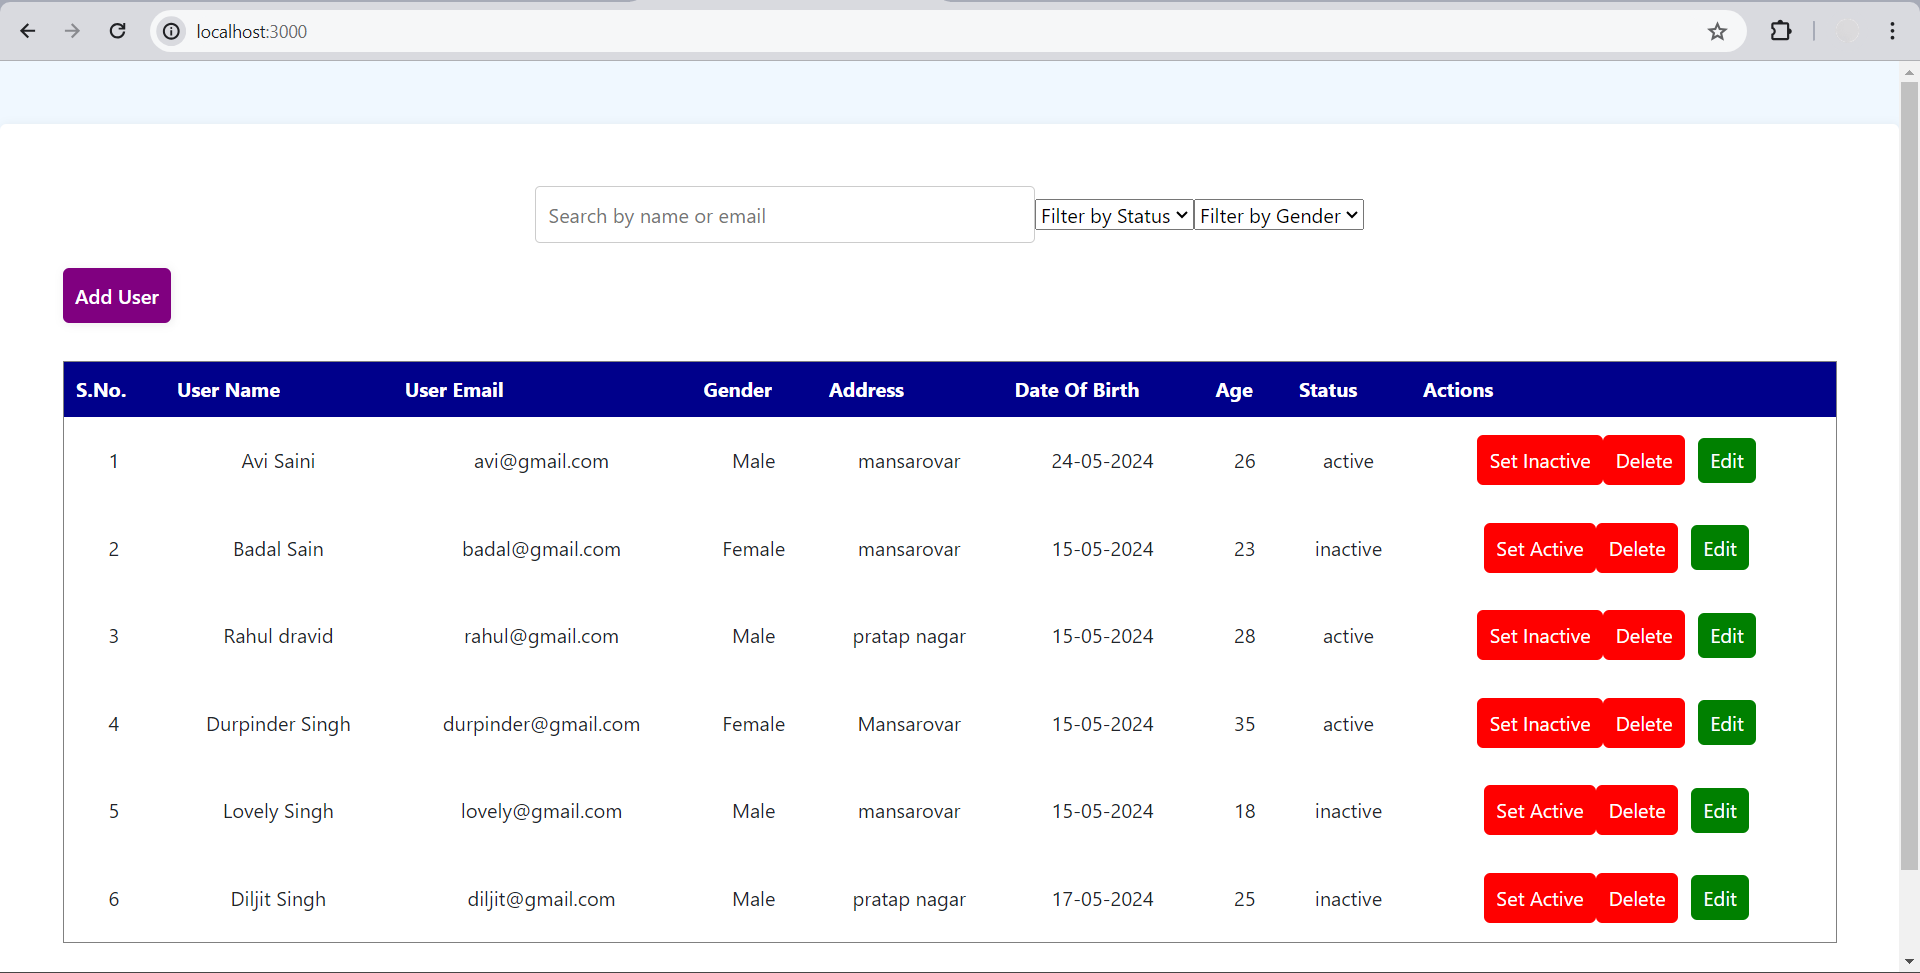 localhost:3000
Search by name or email Filter by Status Filter by Gender
Add User
S.No. User Name User Email Gender Address Date Of Birth Age Status Actions
1 Avi Saini avi@gmail.com Male mansarovar 24-05-2024 26 active Set Inactive Delete Edit
2 Badal Sain badal@gmail.com Female mansarovar 15-05-2024 23 inactive Set Active Delete Edit
3 Rahul dravid rahul@gmail.com Male pratap nagar 15-05-2024 28 active Set Inactive Delete Edit
4 Durpinder Singh durpinder@gmail.com Female Mansarovar 15-05-2024 35 active Set Inactive Delete Edit
5 Lovely Singh lovely@gmail.com Male mansarovar 15-05-2024 18 inactive Set Active Delete Edit
6 Diljit Singh diljit@gmail.com Male pratap nagar 17-05-2024 25 inactive Set Active Delete Edit